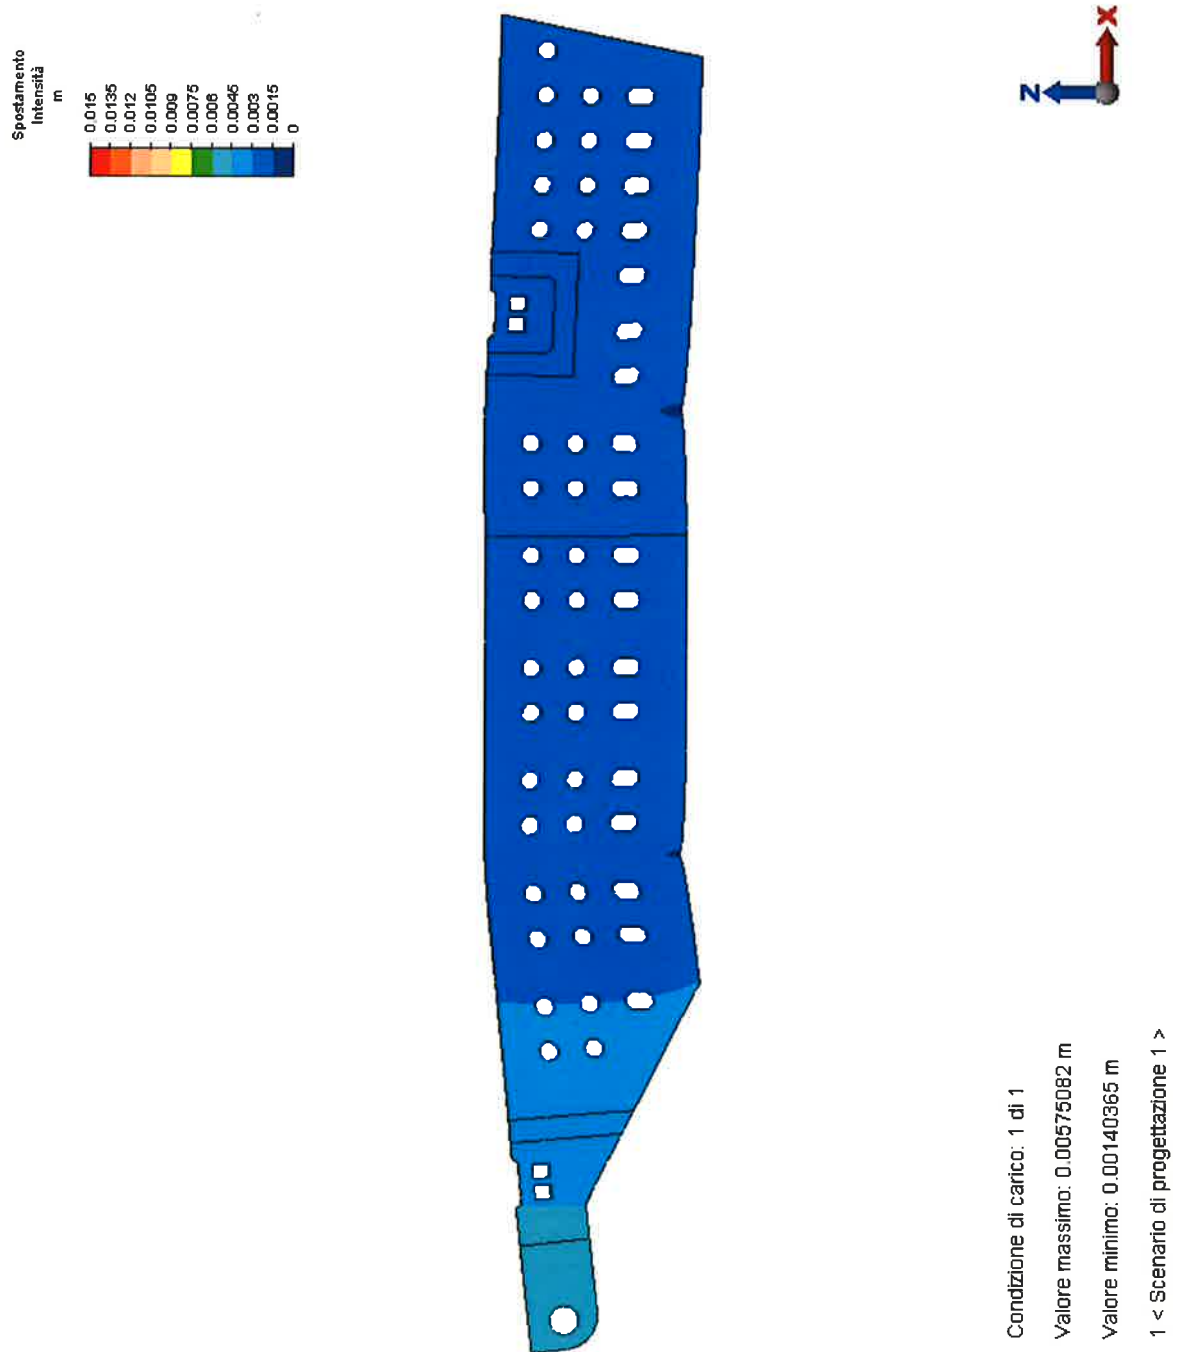 Spostamento
Intensità
m
0.015
0.0135
0.012
0.0105
0.009
0.0075
0.006
0.0045
0.003
0.0015
0
X
Z
Condizione di carico: 1 di 1
Valore massimo: 0.00575082 m
Valore minimo: 0.00140365 m
1 < Scenario di progettazione 1 >